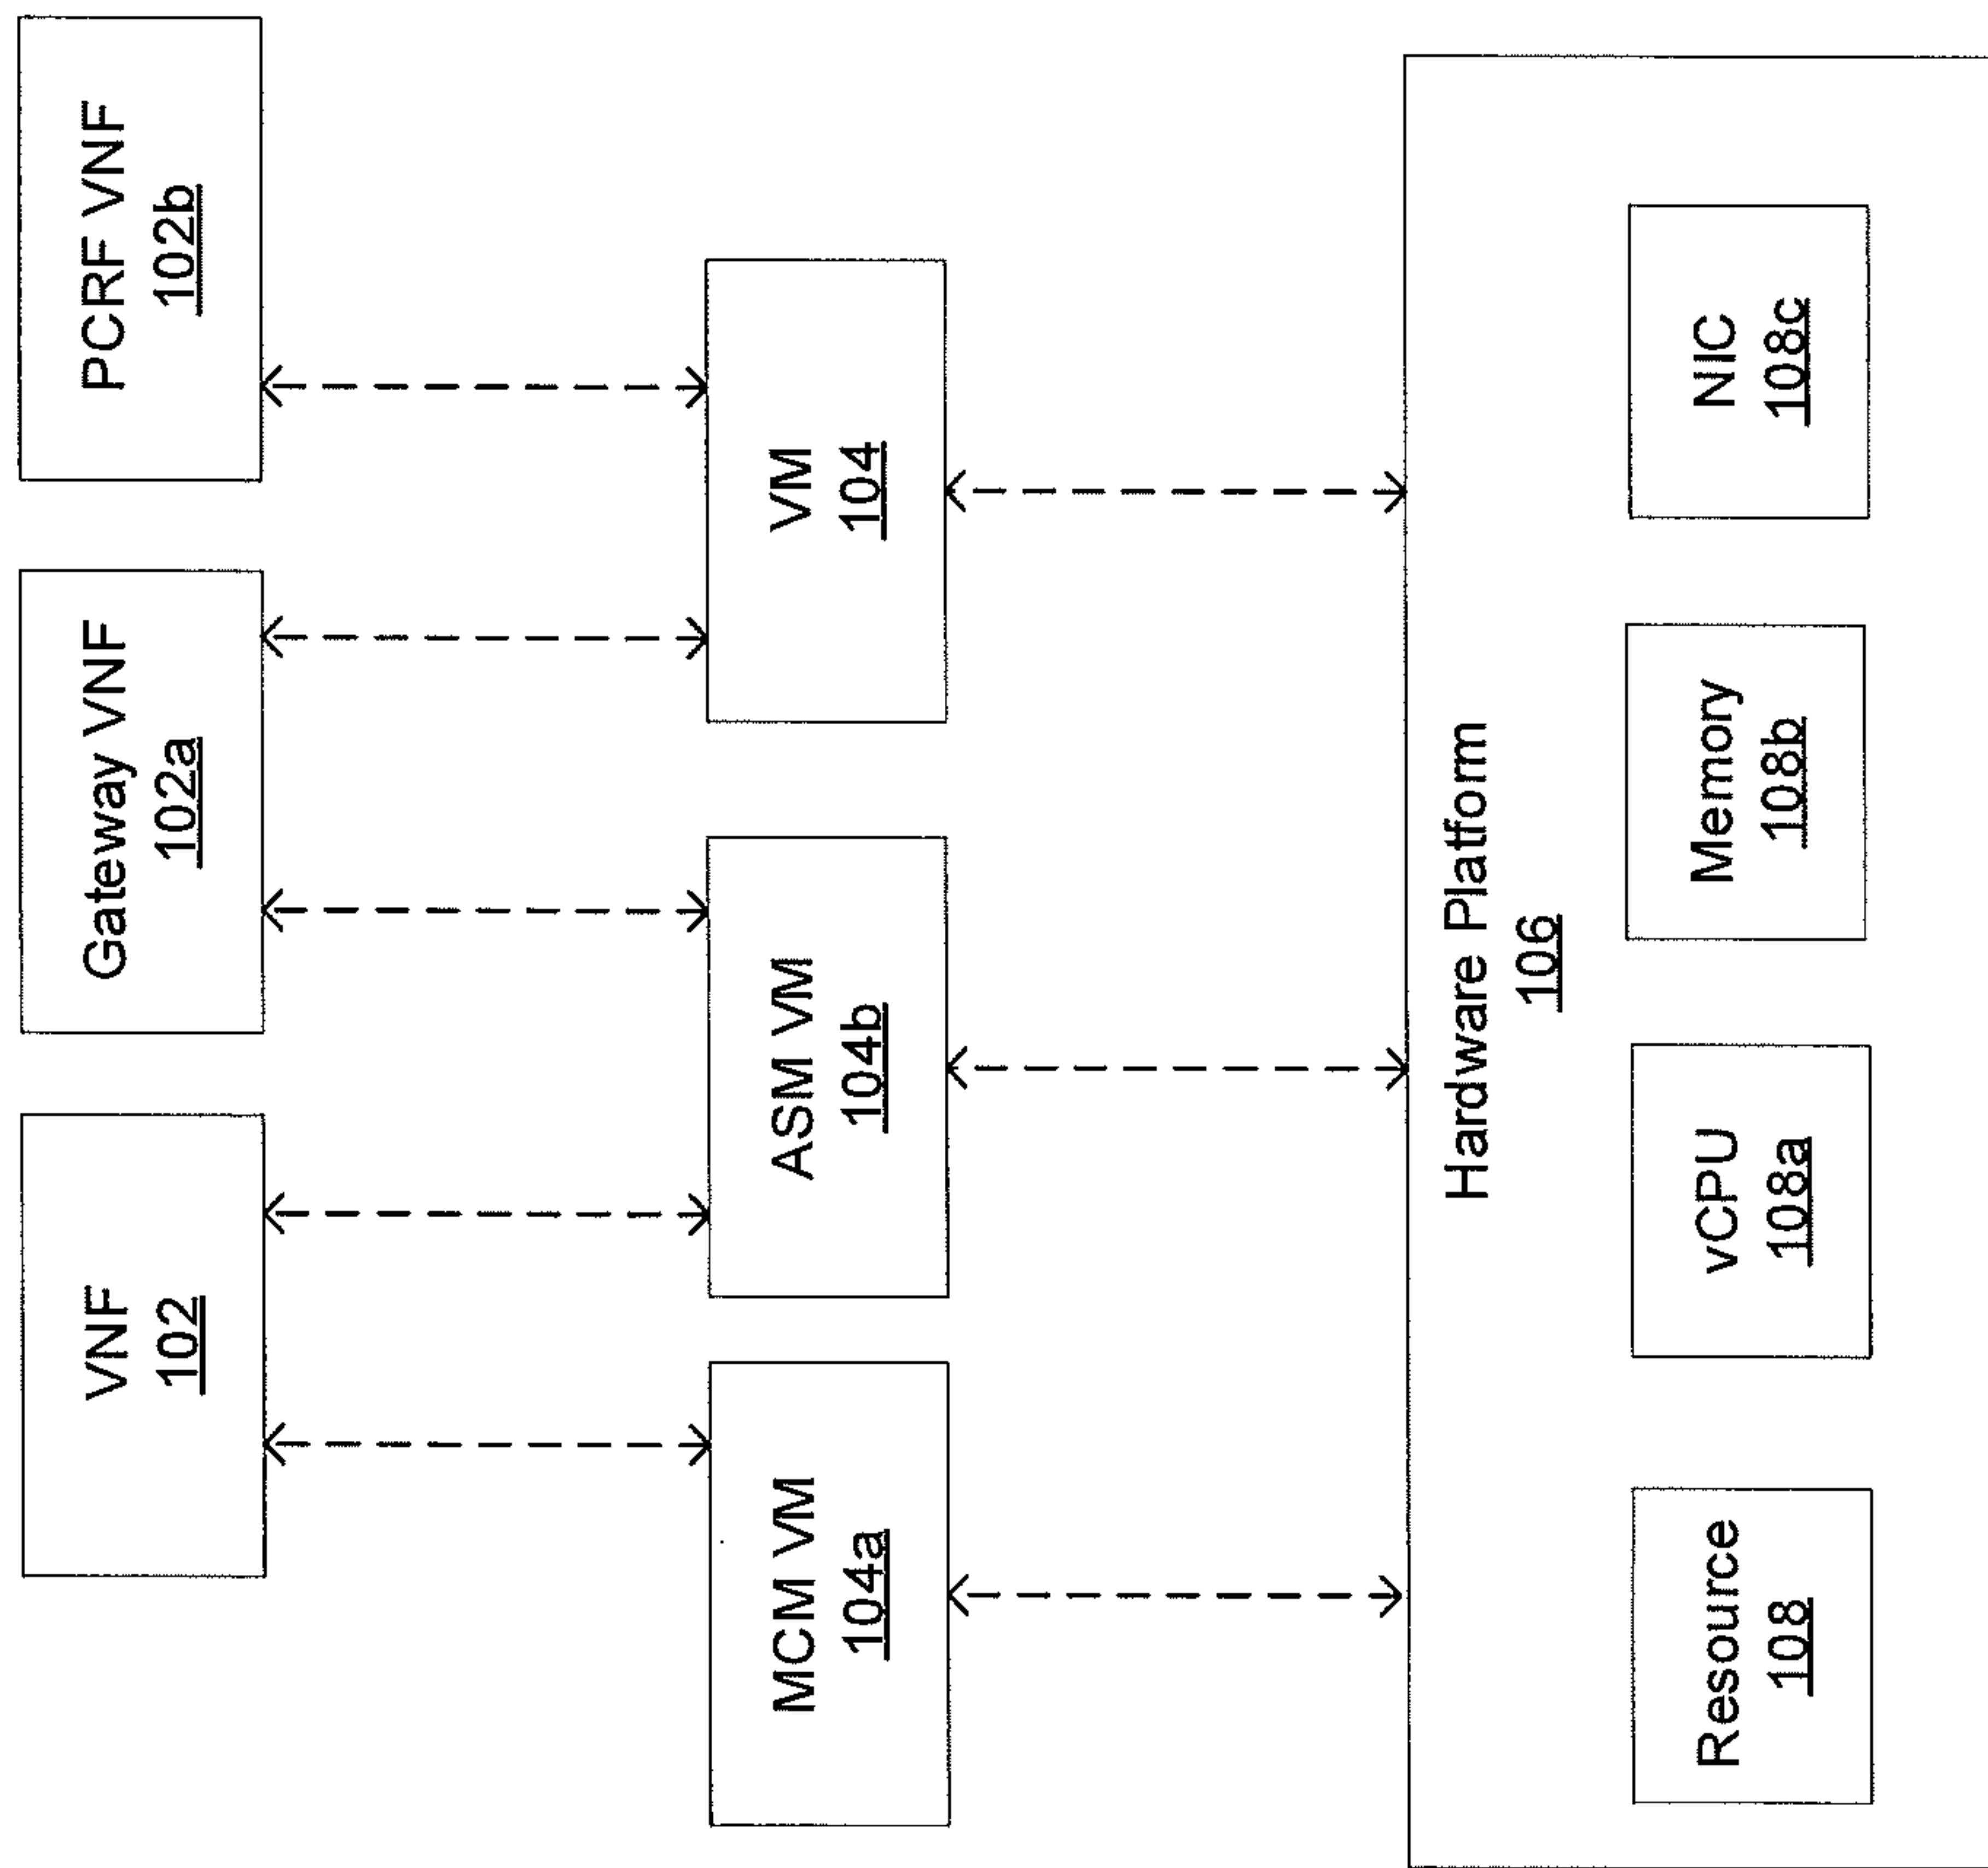 VNF
102
Gateway VNF
102a
PCRF VNF
102b
MCM VM
104a
ASM VM
104b
VM
104
Hardware Platform
106
Resource
108
vCPU
108a
Memory
108b
NIC
108c